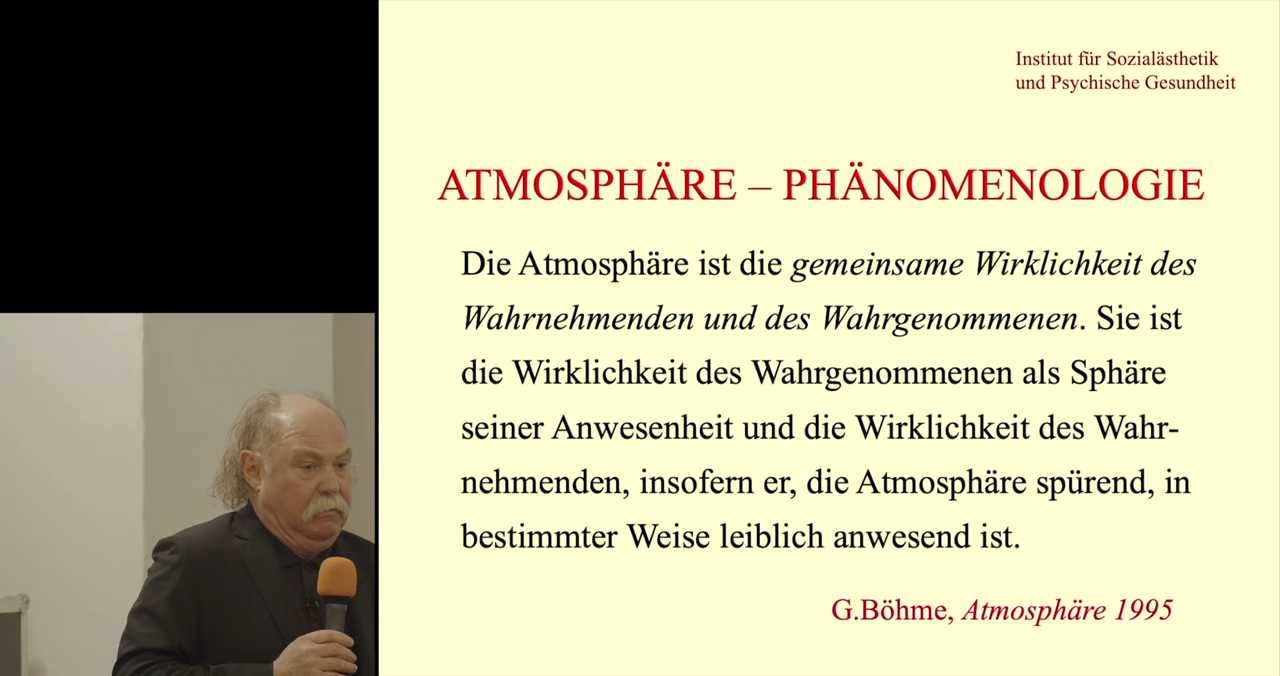 Institut für Sozialästhetik
und Psychische Gesundheit
ATMOSPHÄRE – PHÄNOMENOLOGIE
Die Atmosphäre ist die gemeinsame Wirklichkeit des
Wahrnehmenden und des Wahrgenommenen. Sie ist
die Wirklichkeit des Wahrgenommenen als Sphäre
seiner Anwesenheit und die Wirklichkeit des Wahr-
nehmenden, insofern er, die Atmosphäre spürend, in
bestimmter Weise leiblich anwesend ist.
G.Böhme, Atmosphäre 1995